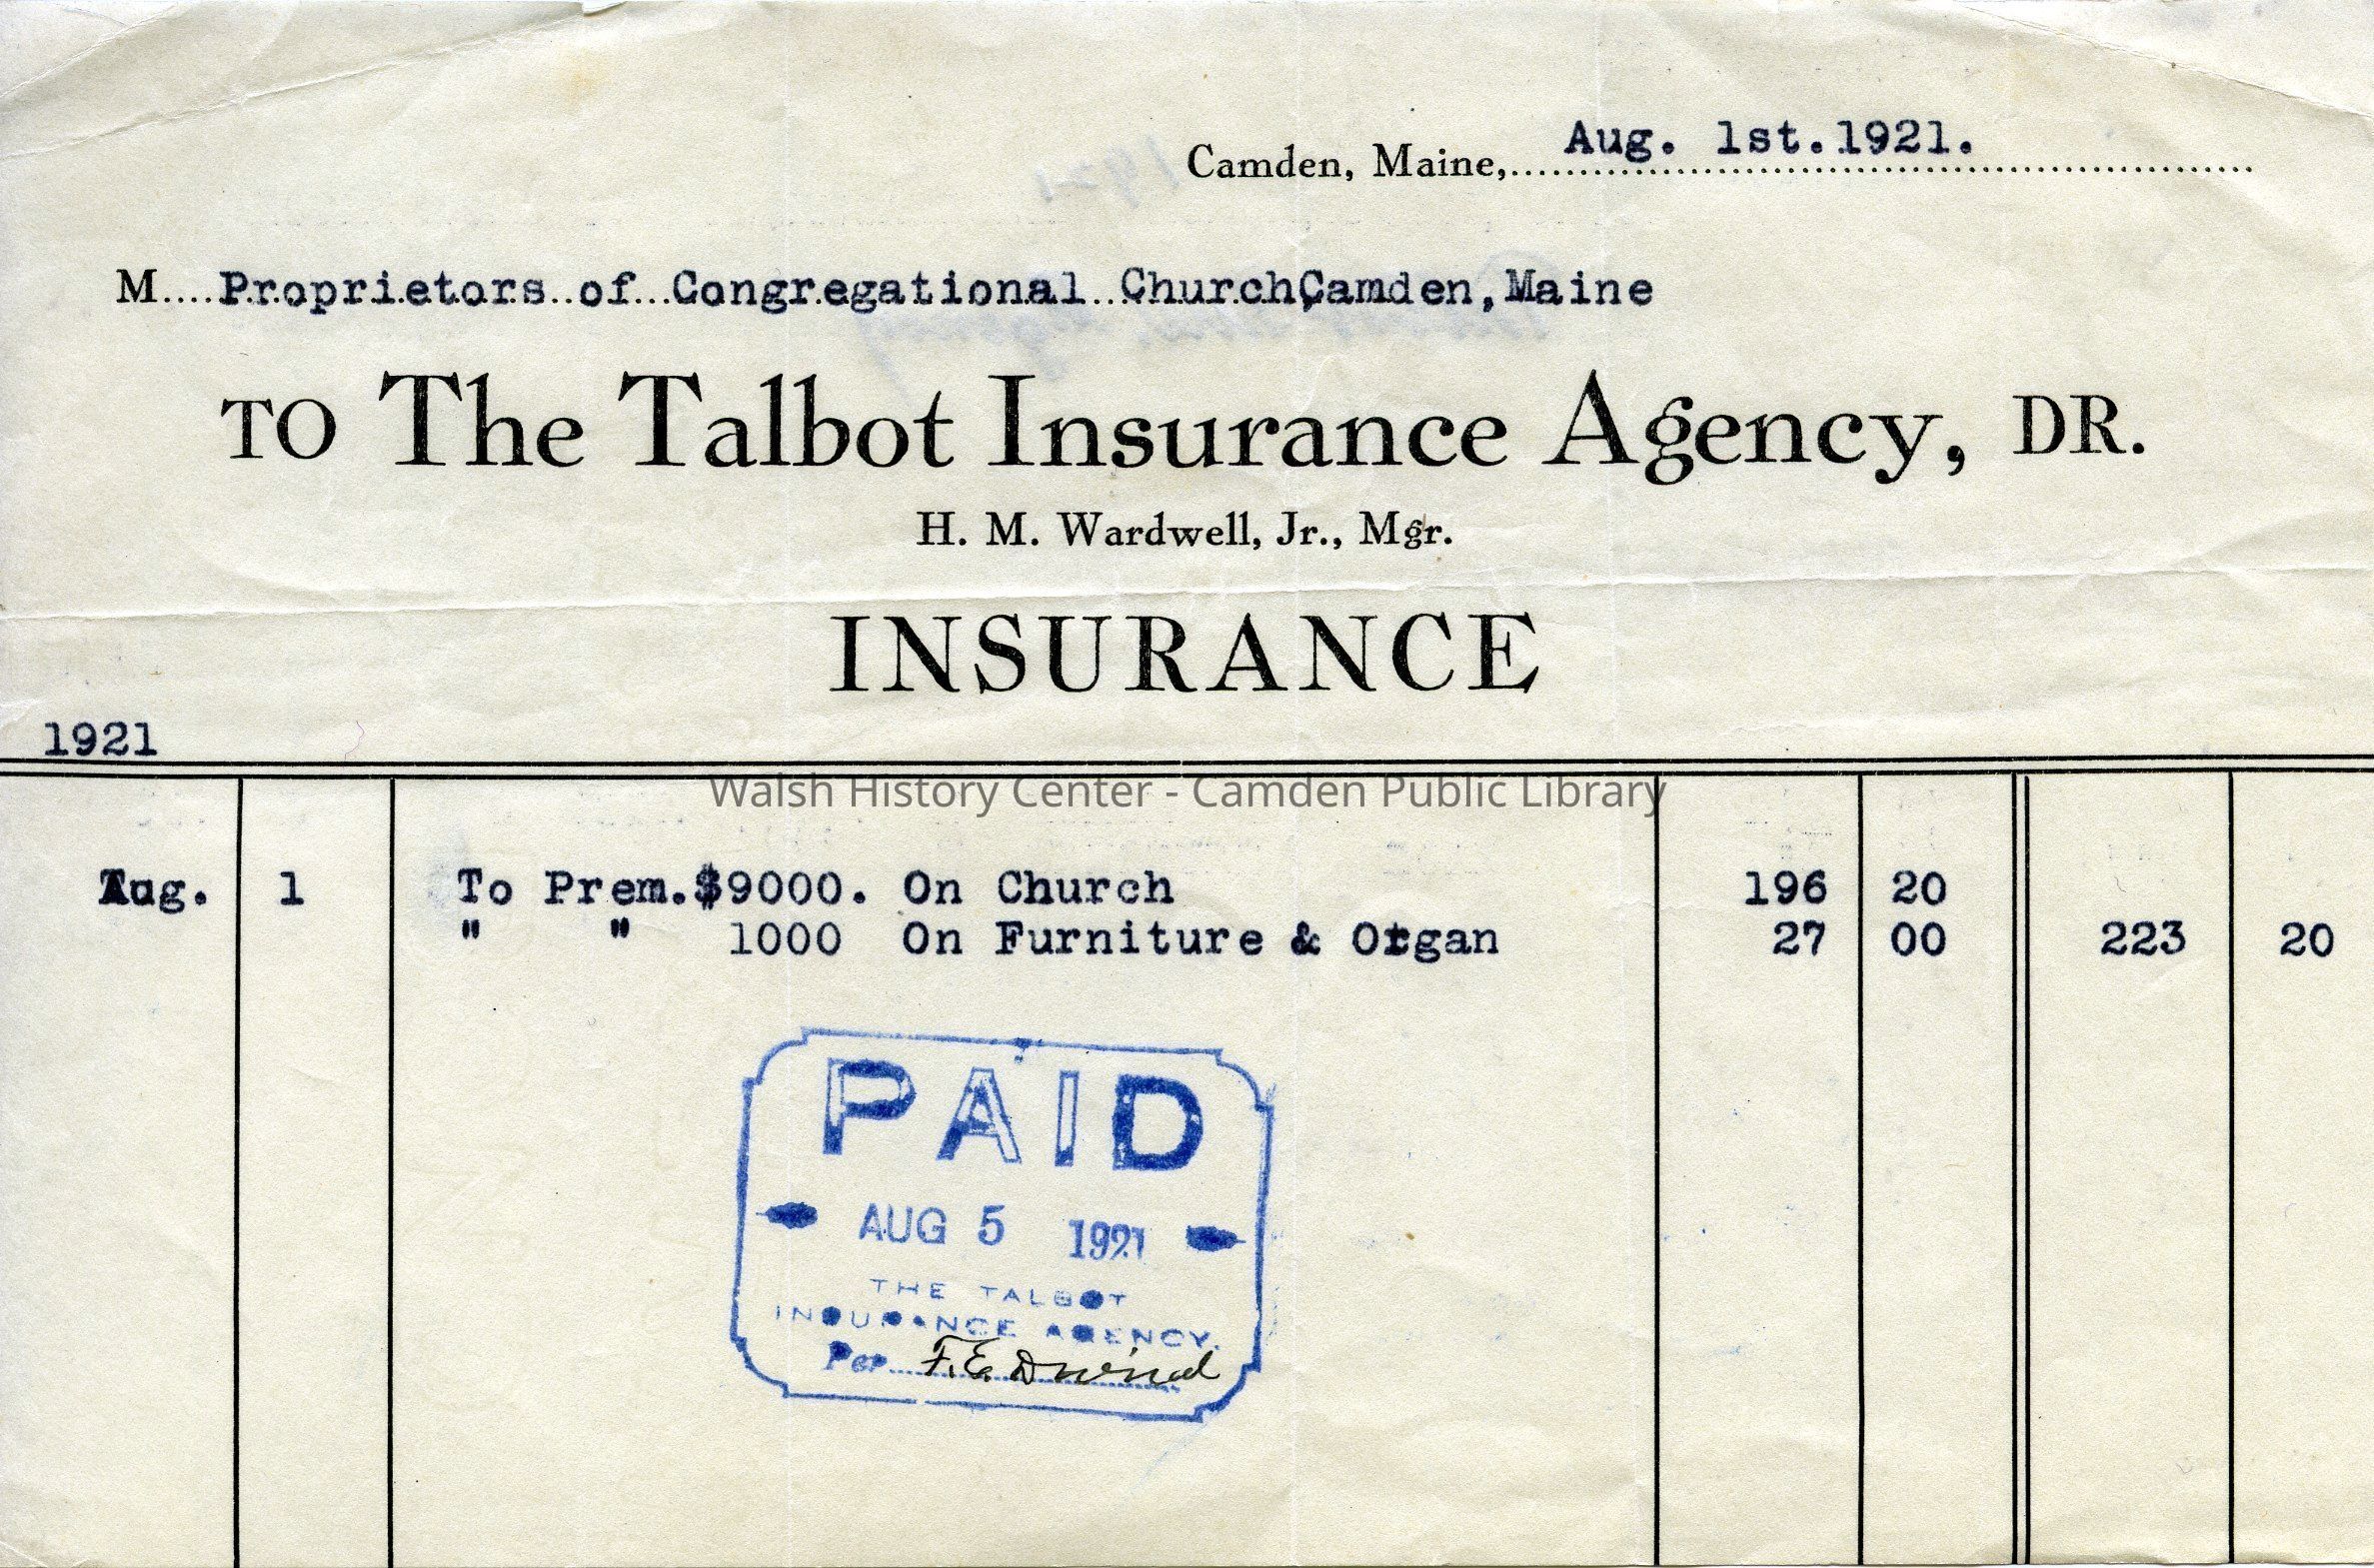 Camden, Maine, Aug. 1st.1921.
M Proprietors of Congregational Church,Camden,Maine
TO The Talbot Insurance Agency, DR.
H. M. Wardwell, Jr., Mgr.
INSURANCE
1921
Walsh History Center - Camden Public Library
Aug. 1 To Prem.$9000. On Church 196 20
" " 1000 On Furniture & Organ 27 00 223 20
PAID
AUG 5 1921
THE TALBOT
INSURANCE AGENCY.
Per F. E. Dwinal